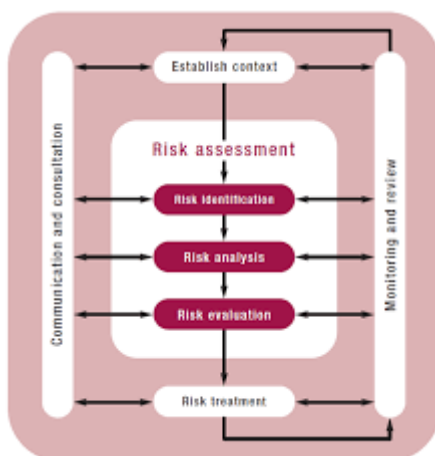 Establish context
Communication and consultation
Risk assessment
Risk identification
Risk analysis
Risk evaluation
Risk treatment
Monitoring and review